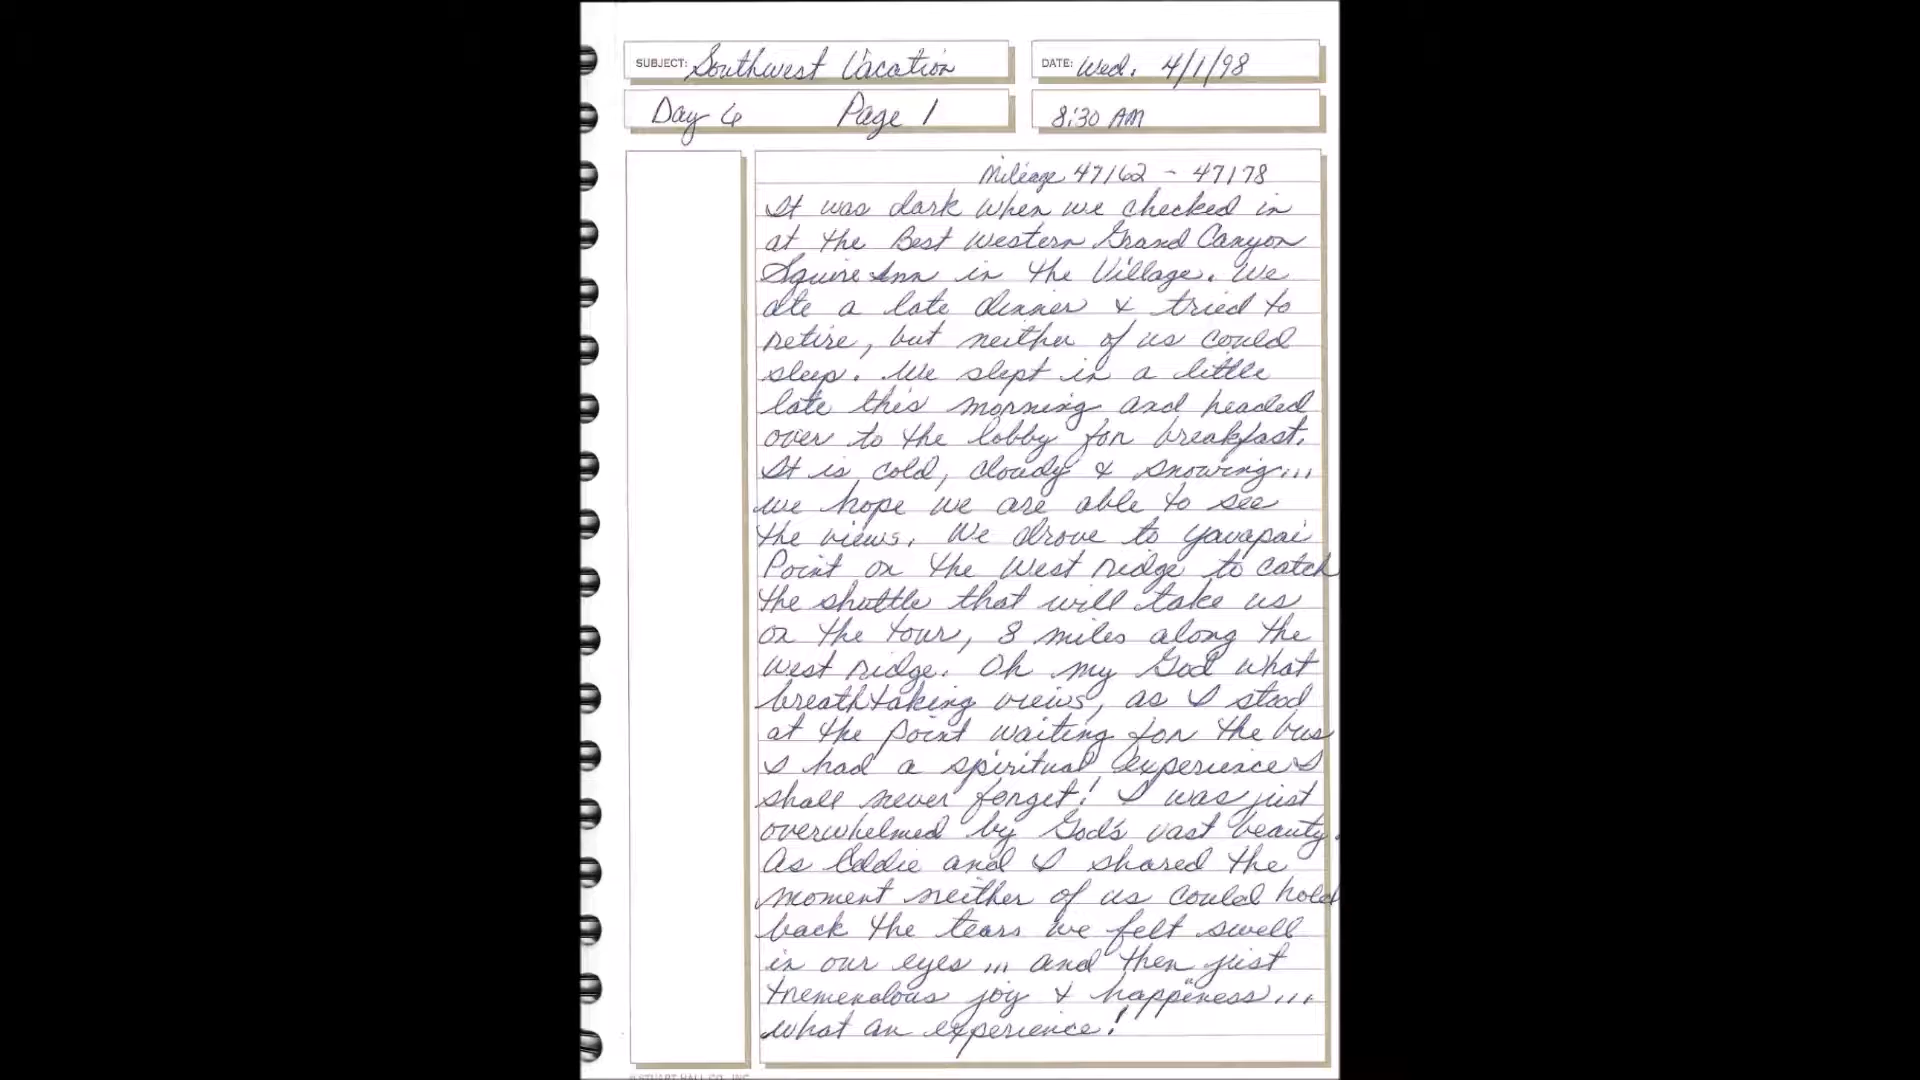 SUBJECT: Southwest Vacation
DATE: Wed. 4/1/98
Day 6 Page 1
8:30 AM
Mileage 47162 - 47178
It was dark when we checked in
at the Best Western Grand Canyon
Squire Inn in the Village. We
ate a late dinner & tried to
retire, but neither of us could
sleep. We slept in a little
late this morning and headed
over to the lobby for breakfast.
It is cold, cloudy & snowing...
we hope we are able to see
the views. We drove to Yavapai
Point on the West ridge to catch
the shuttle that will take us
on the tour, 8 miles along the
West ridge. Oh my God what
breathtaking views, as I stood
at the point waiting for the bus
I had a spiritual experience I
shall never forget! I was just
overwhelmed by God's vast beauty.
As Eddie and I shared the
moment neither of us could hold
back the tears we felt swell
in our eyes... and then just
tremendous joy & happiness...
what an experience!
STUART HALL CO., INC.